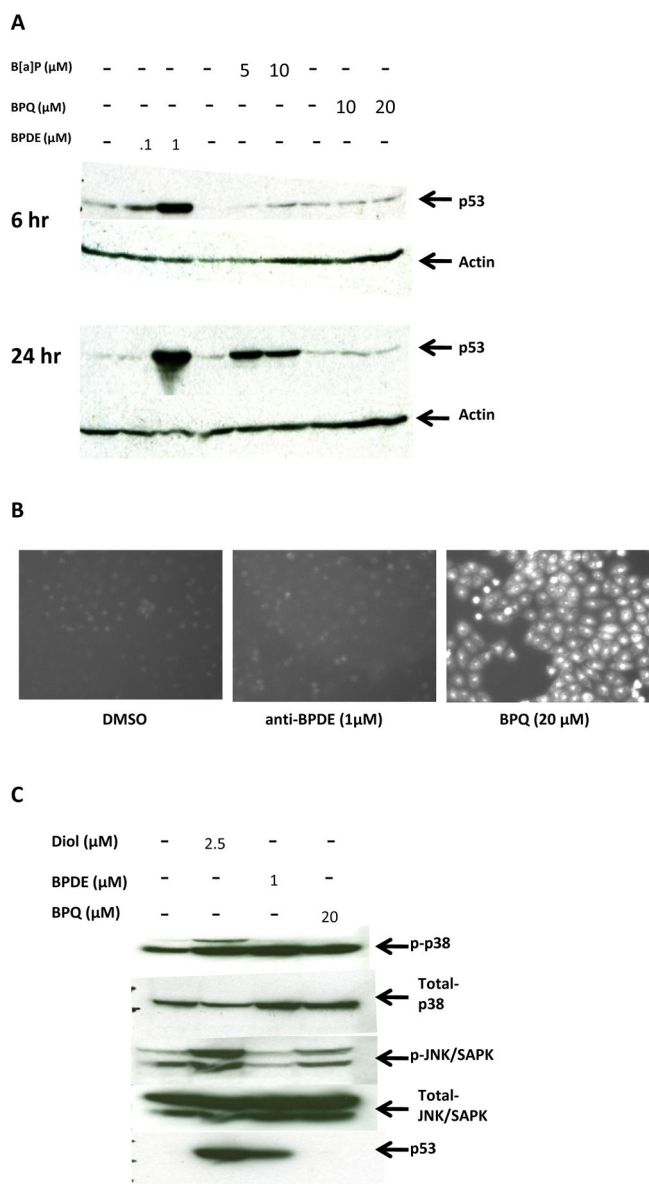 A
B[a]P (µM) – – – – 5 10 – – –
BPQ (µM) – – – – – – – 10 20
BPDE (µM) – .1 1 – – – – – –
p53
6 hr
Actin
p53
24 hr
Actin
B
DMSO anti-BPDE (1µM) BPQ (20 µM)
C
Diol (µM) – 2.5 – –
BPDE (µM) – – 1 –
BPQ (µM) – – – 20
p-p38
Total-
p38
p-JNK/SAPK
Total-
JNK/SAPK
p53